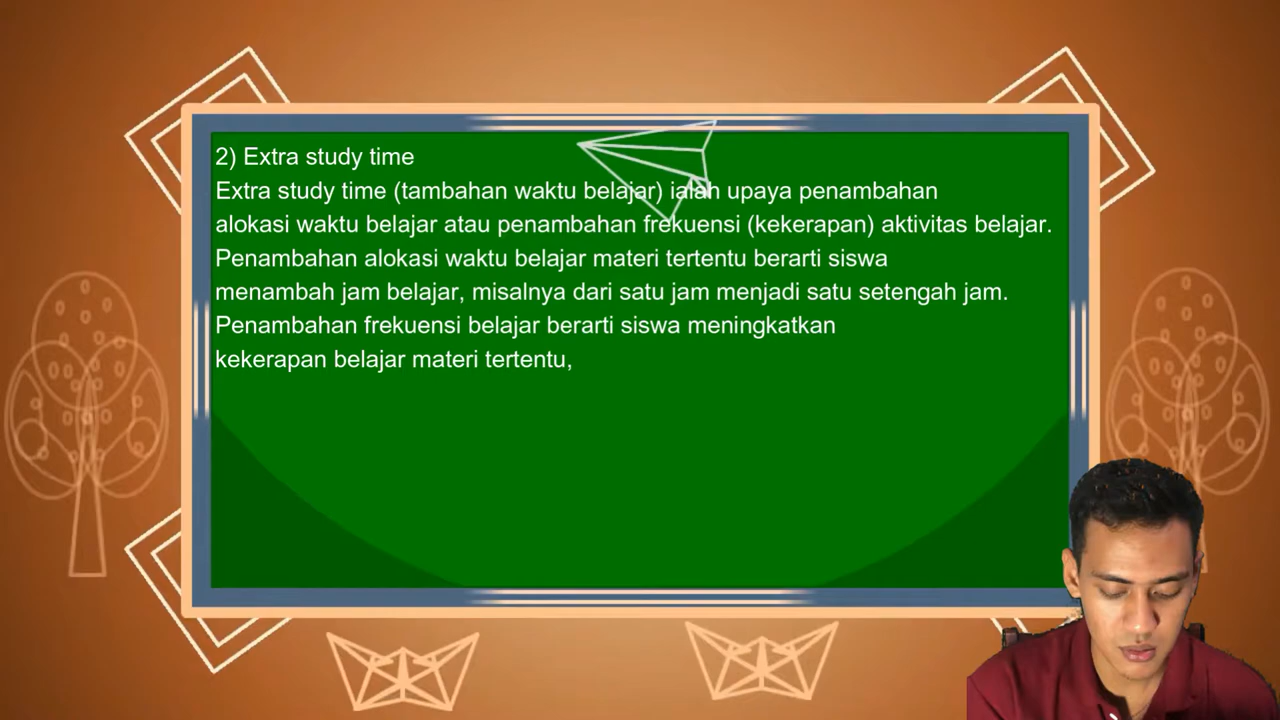 2) Extra study time
Extra study time (tambahan waktu belajar) ialah upaya penambahan
alokasi waktu belajar atau penambahan frekuensi (kekerapan) aktivitas belajar.
Penambahan alokasi waktu belajar materi tertentu berarti siswa
menambah jam belajar, misalnya dari satu jam menjadi satu setengah jam.
Penambahan frekuensi belajar berarti siswa meningkatkan
kekerapan belajar materi tertentu,